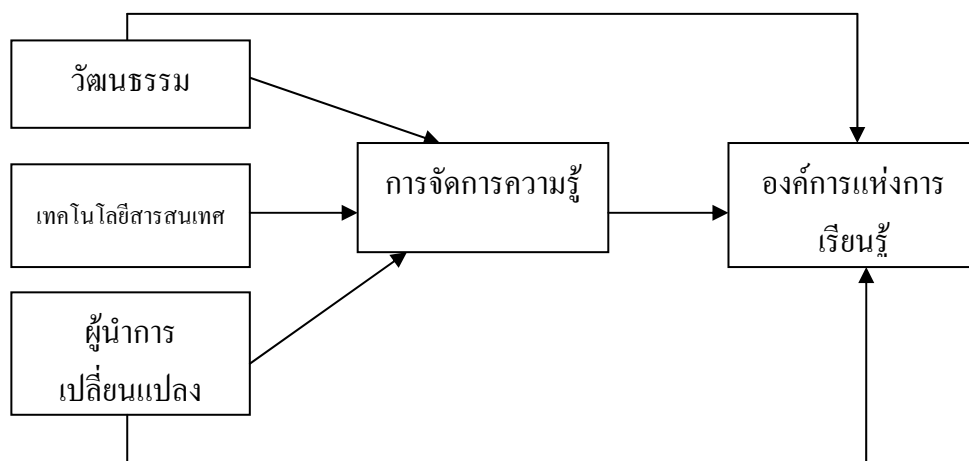 วัฒนธรรม
เทคโนโลยีสารสนเทศ
ผู้นำการ
เปลี่ยนแปลง
การจัดการความรู้
องค์การแห่งการ
เรียนรู้